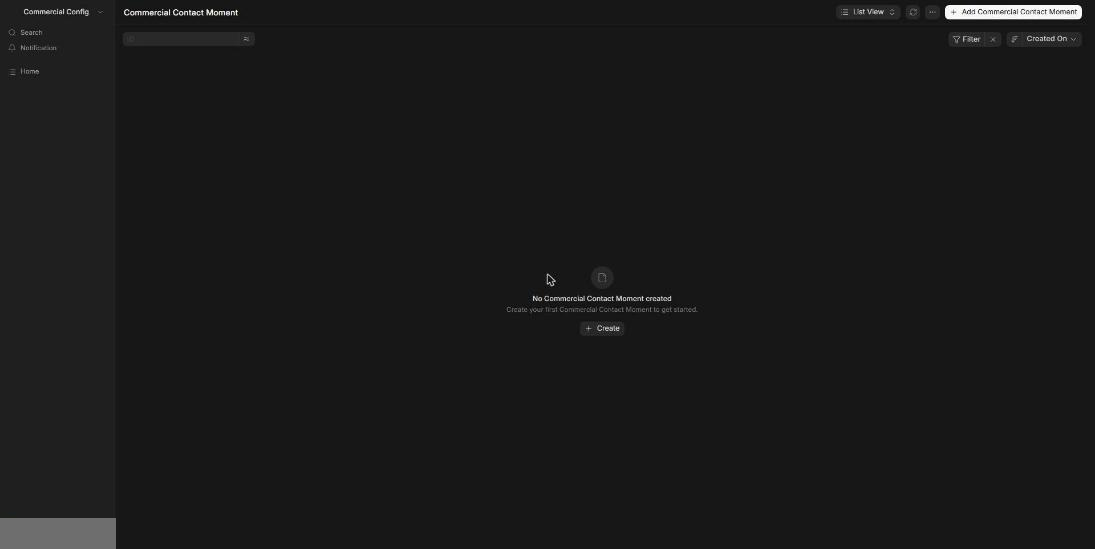 Commercial Config
Commercial Contact Moment
List View
Add Commercial Contact Moment
Search
Notification
Home
ID
Filter
Created On
No Commercial Contact Moment created
Create your first Commercial Contact Moment to get started.
Create